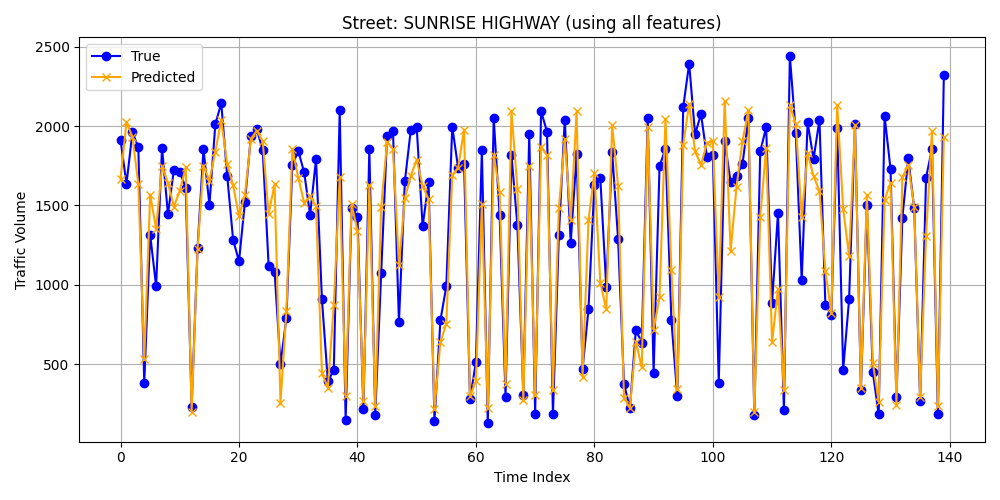 Street: SUNRISE HIGHWAY (using all features)
True
Predicted
Traffic Volume
2500
2000
1500
1000
500
0 20 40 60 80 100 120 140
Time Index